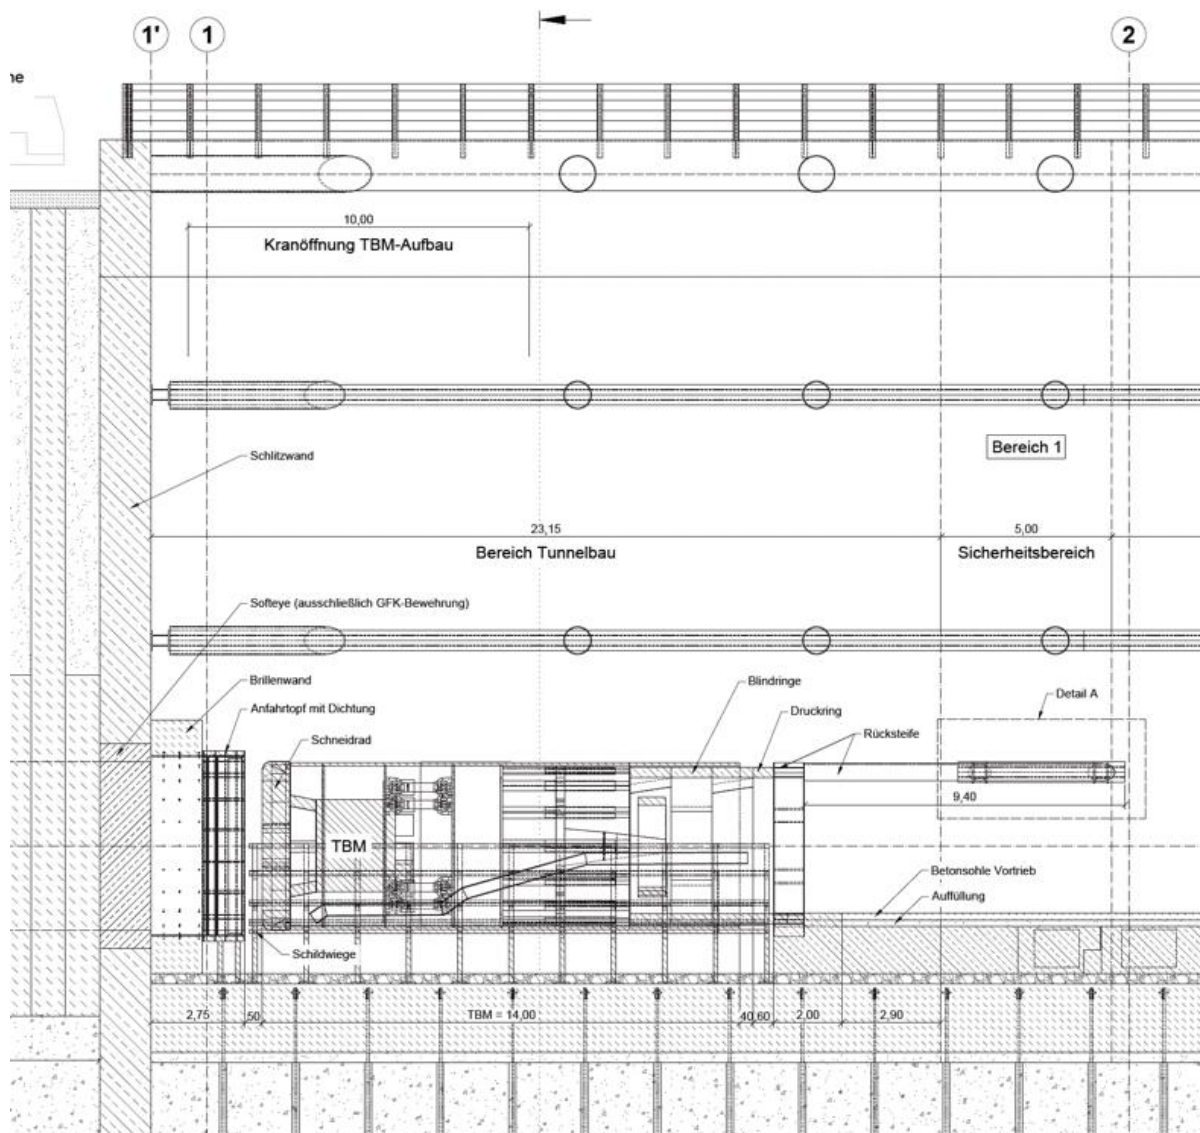 1'
1
2
ne
10,00
Kranöffnung TBM-Aufbau
Bereich 1
Schlitzwand
23,15
5,00
Bereich Tunnelbau
Sicherheitsbereich
Softeye (ausschließlich GFK-Bewehrung)
Brillenwand
Blindringe
Detail A
Anfahrtopf mit Dichtung
Druckring
Schneidrad
Rücksteife
9,40
TBM
Betonsohle Vortrieb
Auffüllung
Schildwiege
2,75
50
TBM = 14,00
40
60
2,00
2,90